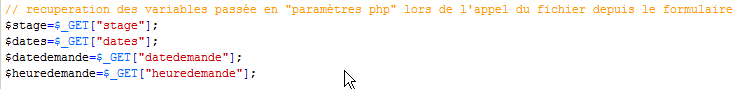 // recuperation des variables passée en "paramètres php" lors de l'appel du fichier depuis le formulaire
$stage=$_GET["stage"];
$dates=$_GET["dates"];
$datedemande=$_GET["datedemande"];
$heuredemande=$_GET["heuredemande"];